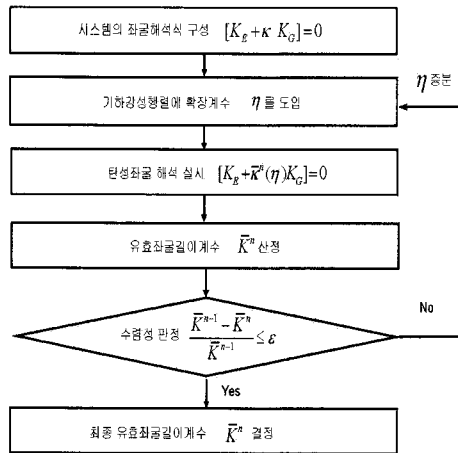 시스템의 좌굴해석식 구성 [K_E+κ K_G]=0
η 증분
기하강성행렬에 확장계수 η 를 도입
탄성좌굴 해석 실시 [K_E+κ̄ⁿ(η)K_G]=0
유효좌굴길이계수 K̄ⁿ 산정
수렴성 판정 (K̄ⁿ⁻¹ − K̄ⁿ)/K̄ⁿ⁻¹ ≤ ε
No
Yes
최종 유효좌굴길이계수 K̄ⁿ 결정